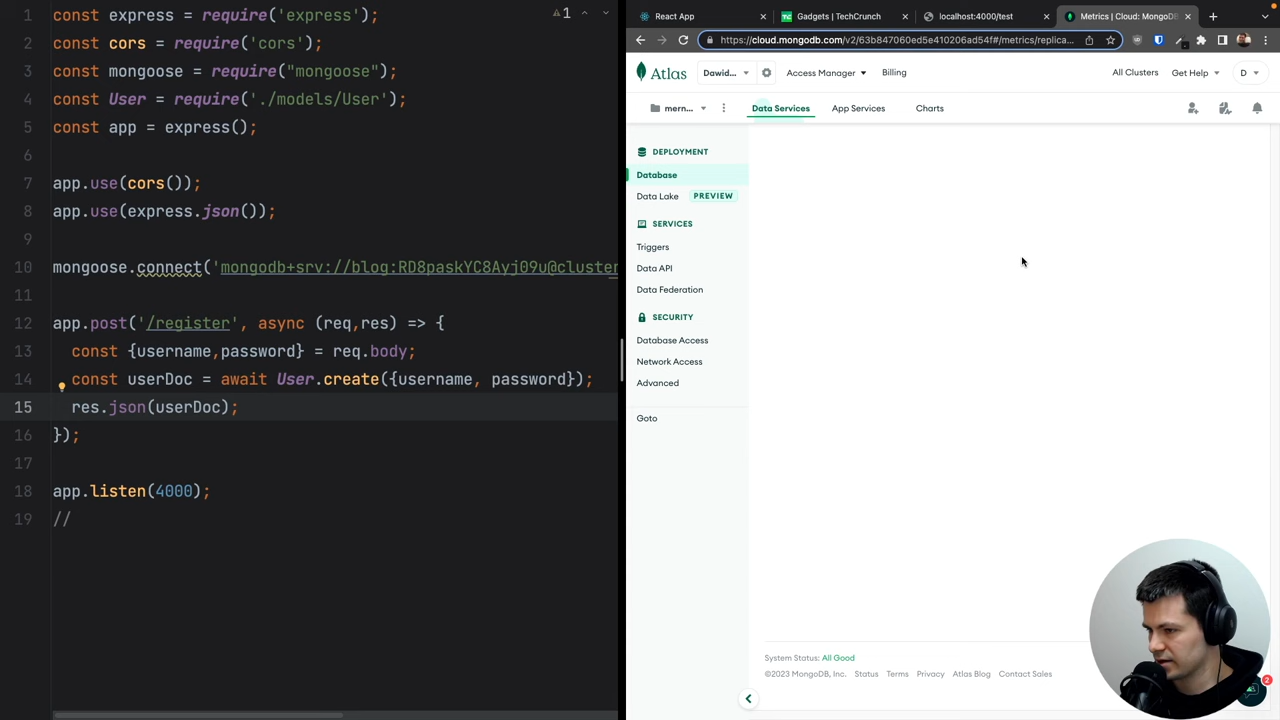 1 const express = require('express');
2 const cors = require('cors');
3 const mongoose = require("mongoose");
4 const User = require('./models/User');
5 const app = express();
6
7 app.use(cors());
8 app.use(express.json());
9
10 mongoose.connect('mongodb+srv://blog:RD8paskYC8Ayj09u@cluster
11
12 app.post('/register', async (req,res) => {
13 const {username,password} = req.body;
14 const userDoc = await User.create({username, password});
15 res.json(userDoc);
16 });
17
18 app.listen(4000);
19 //
1
React App
Gadgets | TechCrunch
localhost:4000/test
Metrics | Cloud: MongoDB
https://cloud.mongodb.com/v2/63b847060ed5e410206ad54f#/metrics/replica...
Atlas
Dawid...
Access Manager
Billing
All Clusters
Get Help
D
mern...
Data Services
App Services
Charts
DEPLOYMENT
Database
Data Lake PREVIEW
SERVICES
Triggers
Data API
Data Federation
SECURITY
Database Access
Network Access
Advanced
Goto
System Status: All Good
©2023 MongoDB, Inc. Status Terms Privacy Atlas Blog Contact Sales
2